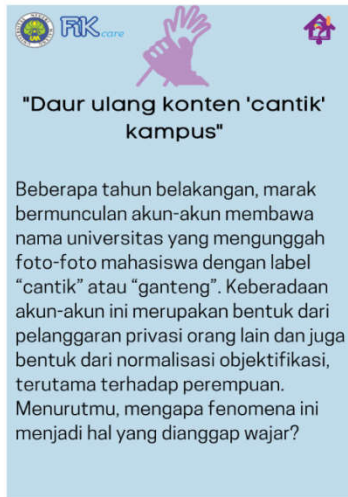 FiK care
"Daur ulang konten 'cantik'
kampus"
Beberapa tahun belakangan, marak
bermunculan akun-akun membawa
nama universitas yang mengunggah
foto-foto mahasiswa dengan label
“cantik” atau “ganteng”. Keberadaan
akun-akun ini merupakan bentuk dari
pelanggaran privasi orang lain dan juga
bentuk dari normalisasi objektifikasi,
terutama terhadap perempuan.
Menurutmu, mengapa fenomena ini
menjadi hal yang dianggap wajar?